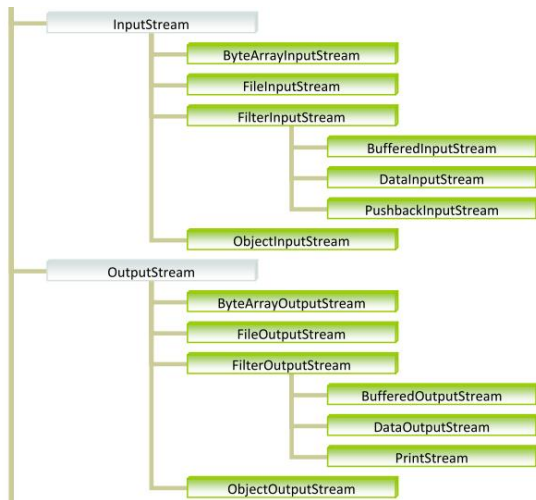 InputStream
ByteArrayInputStream
FileInputStream
FilterInputStream
BufferedInputStream
DataInputStream
PushbackInputStream
ObjectInputStream
OutputStream
ByteArrayOutputStream
FileOutputStream
FilterOutputStream
BufferedOutputStream
DataOutputStream
PrintStream
ObjectOutputStream